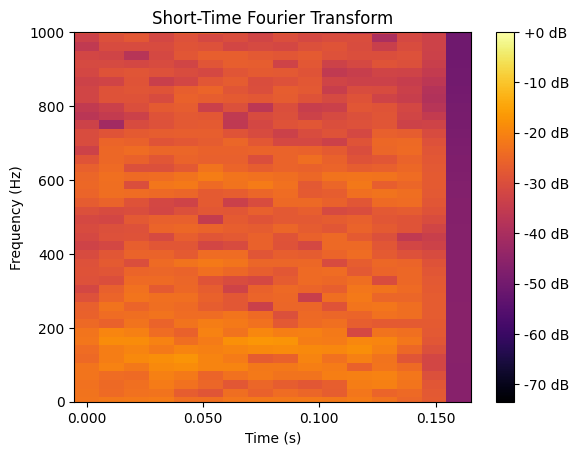 Short-Time Fourier Transform
1000
800
600
400
200
0
Frequency (Hz)
0.000
0.050
0.100
0.150
Time (s)
+0 dB
-10 dB
-20 dB
-30 dB
-40 dB
-50 dB
-60 dB
-70 dB